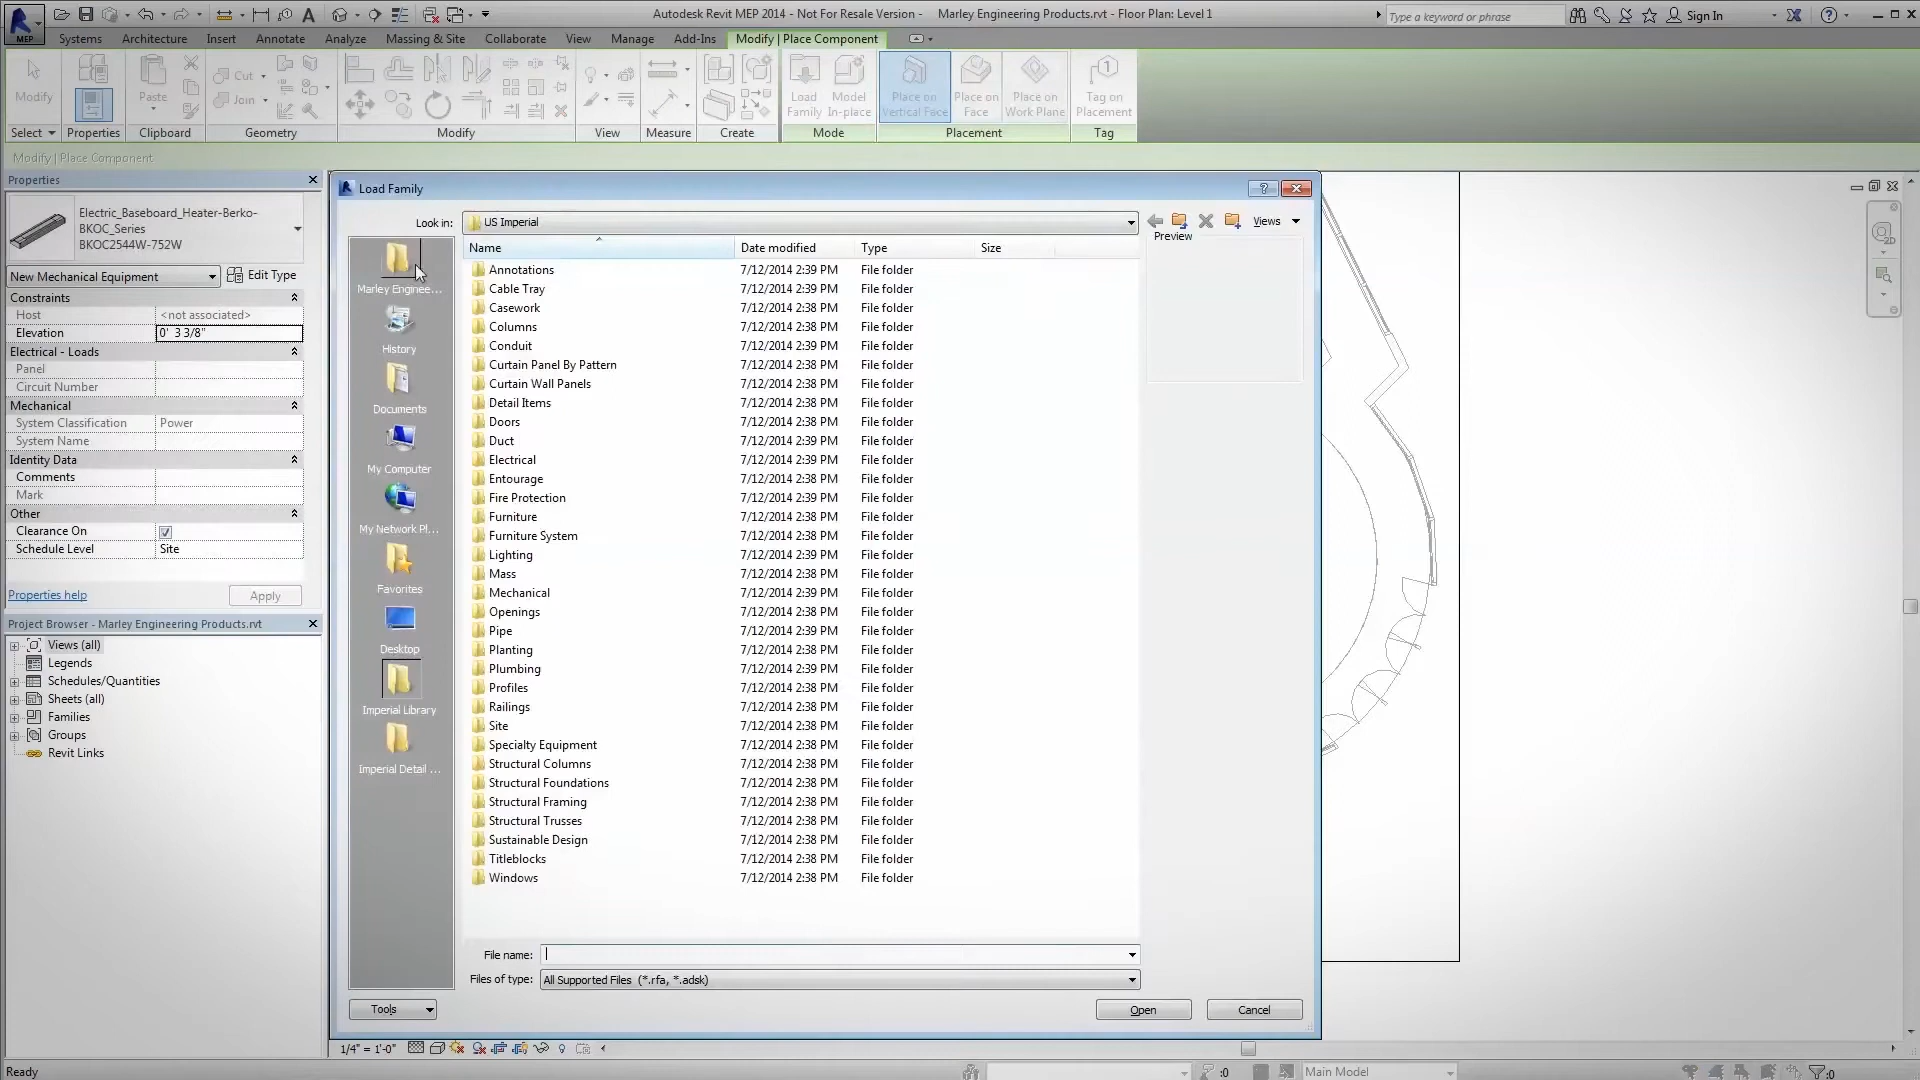 Autodesk Revit MEP 2014 - Not For Resale Version - Marley Engineering Products.rvt - Floor Plan: Level 1
Type a keyword or phrase
Sign In
MEP
Systems Architecture Insert Annotate Analyze Massing & Site Collaborate View Manage Add-Ins Modify | Place Component
Modify
Paste
Cut
Join
Load Family
Model In-place
Place on Vertical Face
Place on Face
Place on Work Plane
Tag on Placement
Select Properties Clipboard Geometry Modify View Measure Create Mode Placement Tag
Modify | Place Component
Properties
Electric_Baseboard_Heater-Berko-
BKOC_Series
BKOC2544W-752W
New Mechanical Equipment Edit Type
Constraints
Host <not associated>
Elevation 0' 3 3/8"
Electrical - Loads
Panel
Circuit Number
Mechanical
System Classification Power
System Name
Identity Data
Comments
Mark
Other
Clearance On
Schedule Level Site
Properties help Apply
Project Browser - Marley Engineering Products.rvt
Views (all)
Legends
Schedules/Quantities
Sheets (all)
Families
Groups
Revit Links
Load Family
Look in: US Imperial Views
Preview
Marley Enginee...
History
Documents
My Computer
My Network Pl...
Favorites
Desktop
Imperial Library
Imperial Detail ...
Name Date modified Type Size
Annotations 7/12/2014 2:39 PM File folder
Cable Tray 7/12/2014 2:39 PM File folder
Casework 7/12/2014 2:38 PM File folder
Columns 7/12/2014 2:38 PM File folder
Conduit 7/12/2014 2:39 PM File folder
Curtain Panel By Pattern 7/12/2014 2:38 PM File folder
Curtain Wall Panels 7/12/2014 2:38 PM File folder
Detail Items 7/12/2014 2:39 PM File folder
Doors 7/12/2014 2:38 PM File folder
Duct 7/12/2014 2:39 PM File folder
Electrical 7/12/2014 2:39 PM File folder
Entourage 7/12/2014 2:38 PM File folder
Fire Protection 7/12/2014 2:39 PM File folder
Furniture 7/12/2014 2:38 PM File folder
Furniture System 7/12/2014 2:38 PM File folder
Lighting 7/12/2014 2:39 PM File folder
Mass 7/12/2014 2:38 PM File folder
Mechanical 7/12/2014 2:39 PM File folder
Openings 7/12/2014 2:38 PM File folder
Pipe 7/12/2014 2:39 PM File folder
Planting 7/12/2014 2:38 PM File folder
Plumbing 7/12/2014 2:39 PM File folder
Profiles 7/12/2014 2:38 PM File folder
Railings 7/12/2014 2:38 PM File folder
Site 7/12/2014 2:38 PM File folder
Specialty Equipment 7/12/2014 2:38 PM File folder
Structural Columns 7/12/2014 2:38 PM File folder
Structural Foundations 7/12/2014 2:38 PM File folder
Structural Framing 7/12/2014 2:38 PM File folder
Structural Trusses 7/12/2014 2:38 PM File folder
Sustainable Design 7/12/2014 2:38 PM File folder
Titleblocks 7/12/2014 2:38 PM File folder
Windows 7/12/2014 2:38 PM File folder
File name:
Files of type: All Supported Files (*.rfa, *.adsk)
Tools Open Cancel
1/4" = 1'-0"
Ready :0 Main Model :0